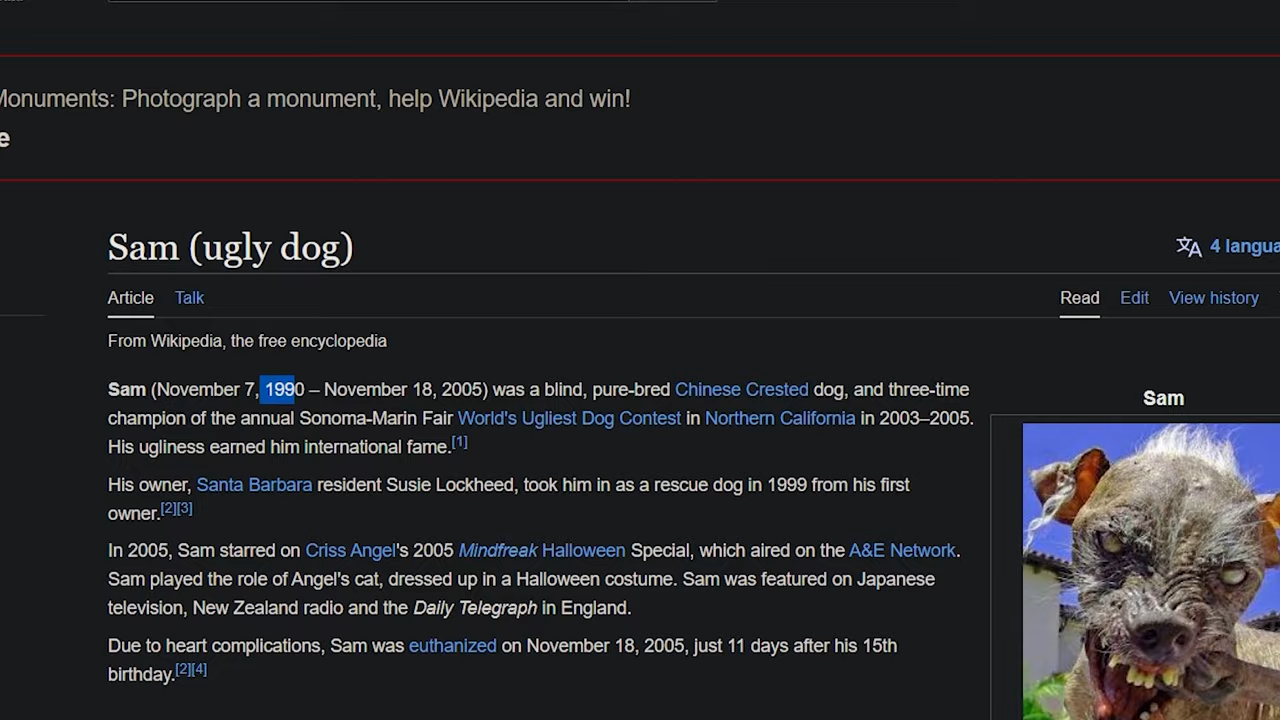 Monuments: Photograph a monument, help Wikipedia and win!
e
Sam (ugly dog)
4 langua
Article Talk Read Edit View history
From Wikipedia, the free encyclopedia
Sam (November 7, 1990 – November 18, 2005) was a blind, pure-bred Chinese Crested dog, and three-time
champion of the annual Sonoma-Marin Fair World's Ugliest Dog Contest in Northern California in 2003–2005.
His ugliness earned him international fame.[1]
His owner, Santa Barbara resident Susie Lockheed, took him in as a rescue dog in 1999 from his first
owner.[2][3]
In 2005, Sam starred on Criss Angel's 2005 Mindfreak Halloween Special, which aired on the A&E Network.
Sam played the role of Angel's cat, dressed up in a Halloween costume. Sam was featured on Japanese
television, New Zealand radio and the Daily Telegraph in England.
Due to heart complications, Sam was euthanized on November 18, 2005, just 11 days after his 15th
birthday.[2][4]
Sam